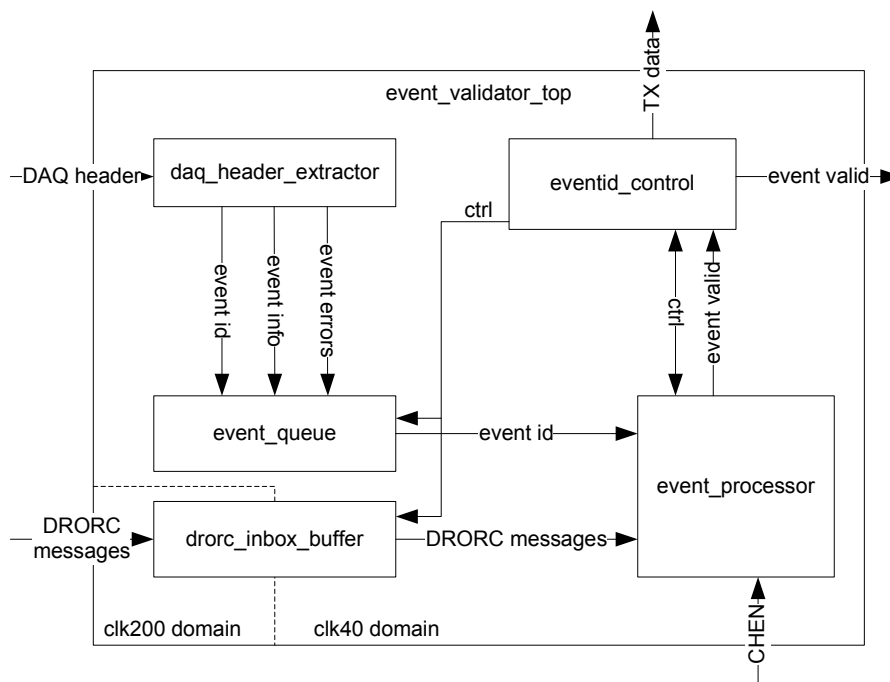 TX data
event_validator_top
DAQ header
daq_header_extractor
eventid_control
event valid
ctrl
event id
event info
event errors
ctrl
event valid
event_queue
event id
event_processor
DRORC
messages
drorc_inbox_buffer
DRORC messages
clk200 domain
clk40 domain
CHEN